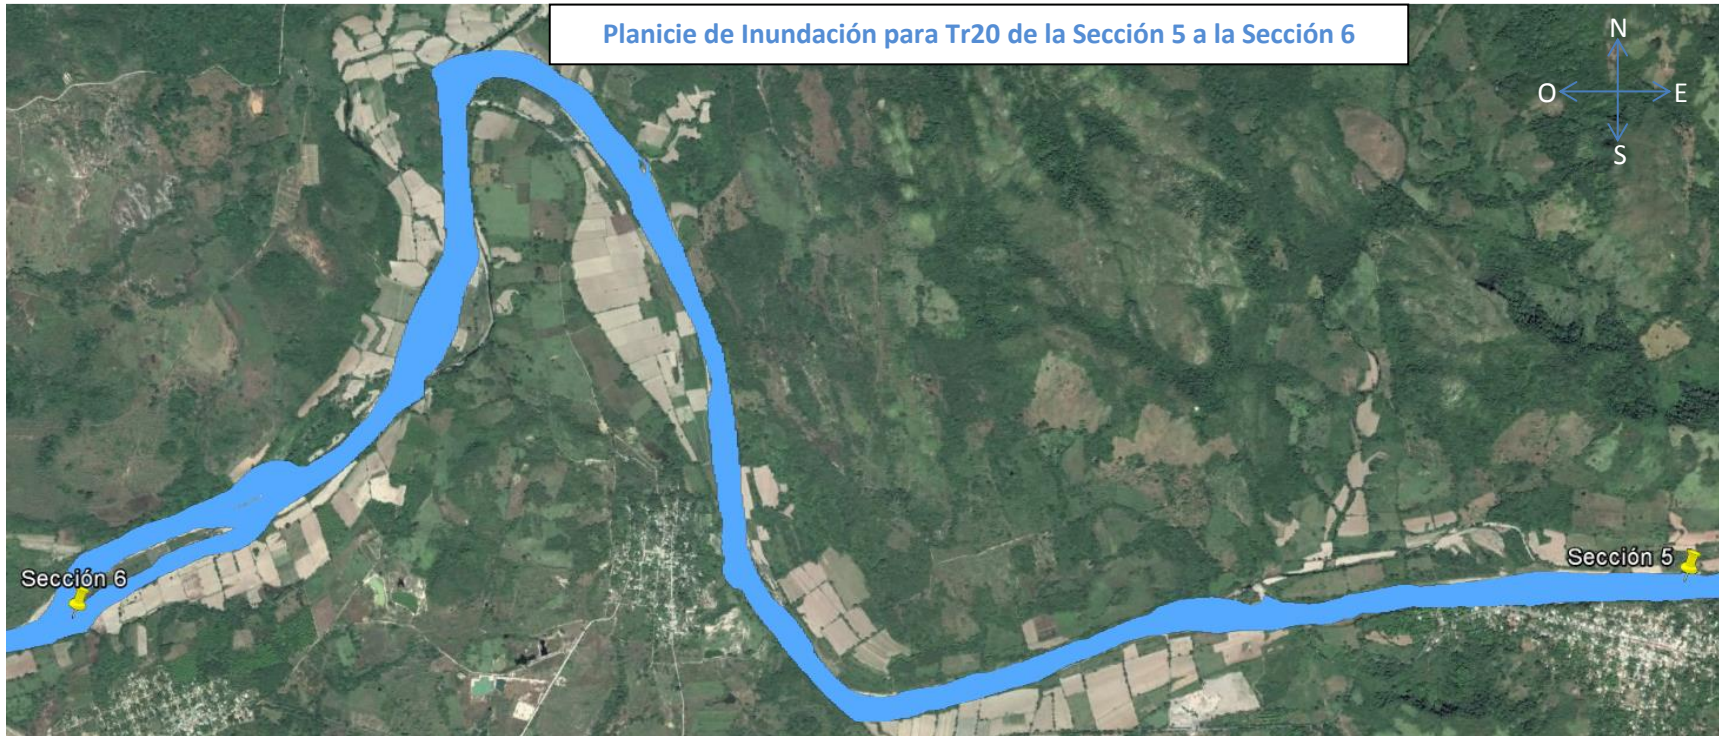 Planicie de Inundación para Tr20 de la Sección 5 a la Sección 6
N
O E
S
Sección 5
Sección 6